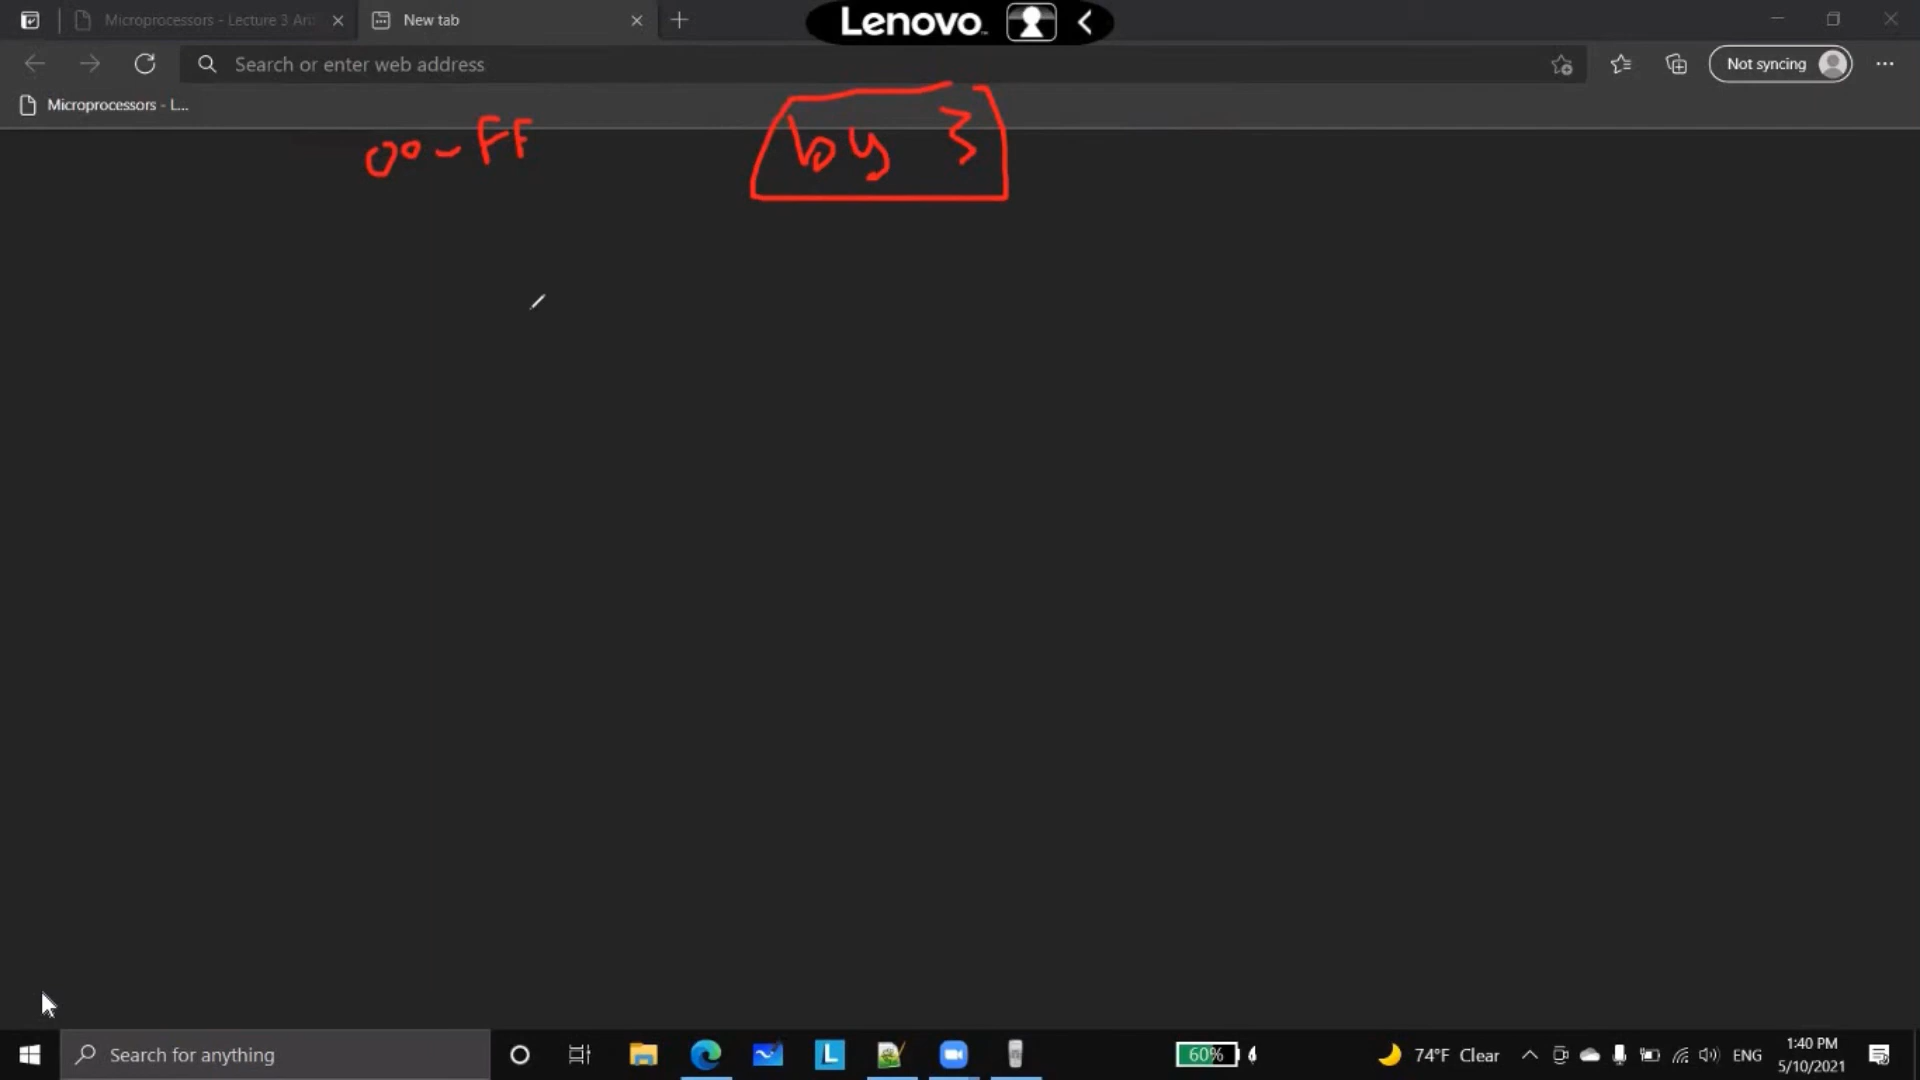 Microprocessors - Lecture 3 Ari
New tab
Lenovo
Search or enter web address
Not syncing
Microprocessors - L...
00-FF
by 3
Search for anything
L
60%
74°F Clear
ENG
1:40 PM
5/10/2021